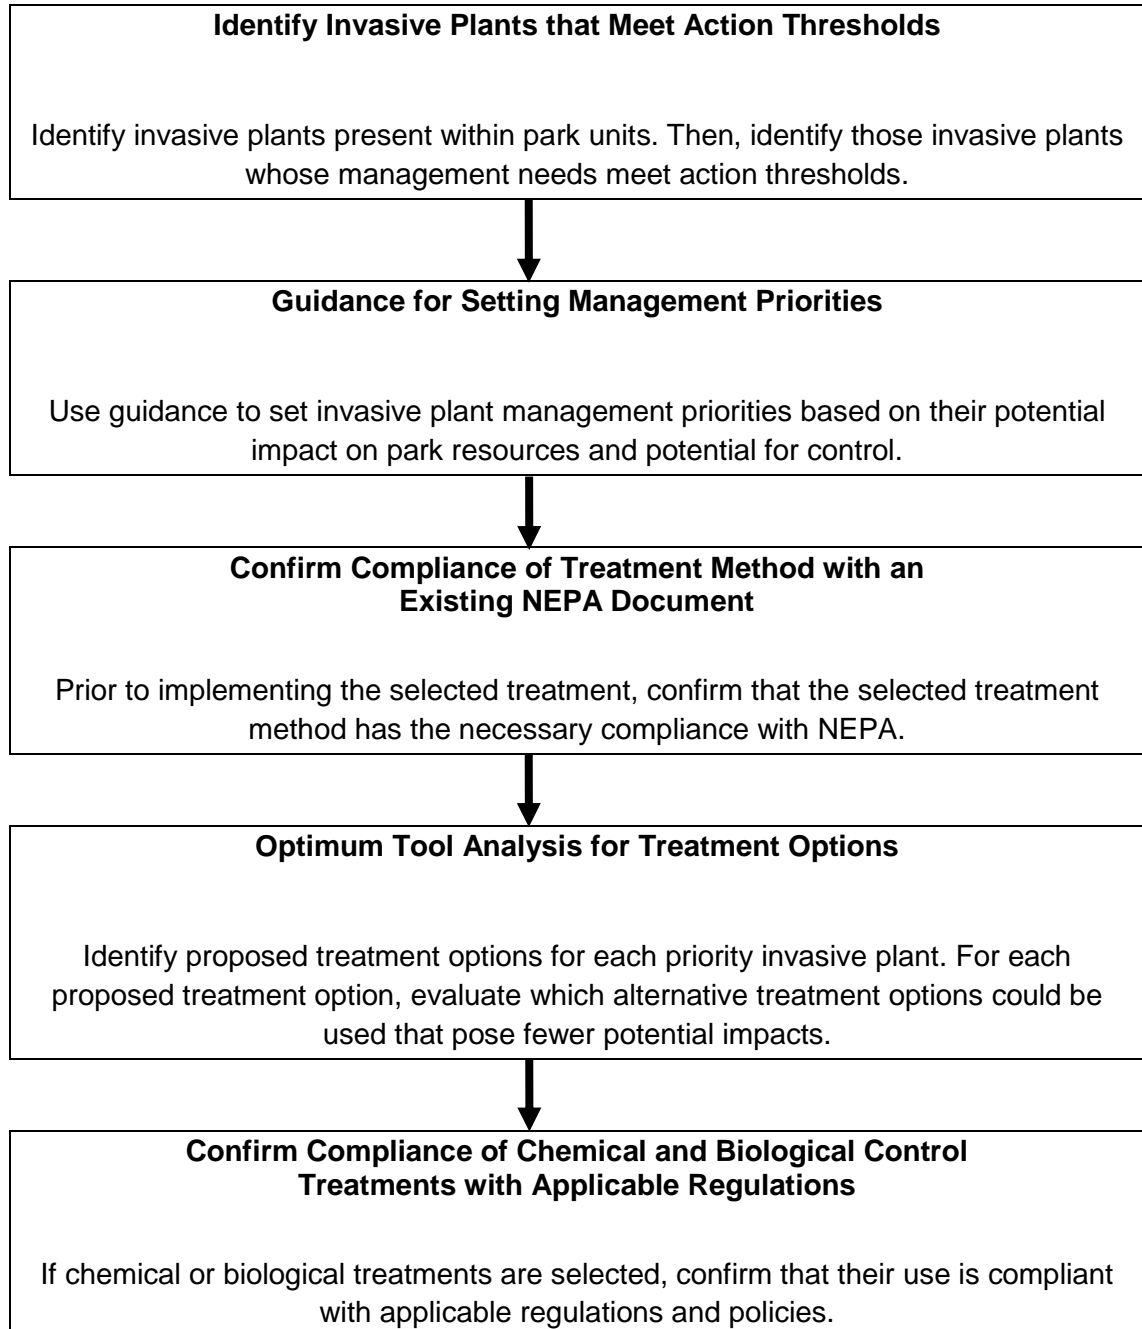 Identify Invasive Plants that Meet Action Thresholds
Identify invasive plants present within park units. Then, identify those invasive plants
whose management needs meet action thresholds.
Guidance for Setting Management Priorities
Use guidance to set invasive plant management priorities based on their potential
impact on park resources and potential for control.
Confirm Compliance of Treatment Method with an
Existing NEPA Document
Prior to implementing the selected treatment, confirm that the selected treatment
method has the necessary compliance with NEPA.
Optimum Tool Analysis for Treatment Options
Identify proposed treatment options for each priority invasive plant. For each
proposed treatment option, evaluate which alternative treatment options could be
used that pose fewer potential impacts.
Confirm Compliance of Chemical and Biological Control
Treatments with Applicable Regulations
If chemical or biological treatments are selected, confirm that their use is compliant
with applicable regulations and policies.